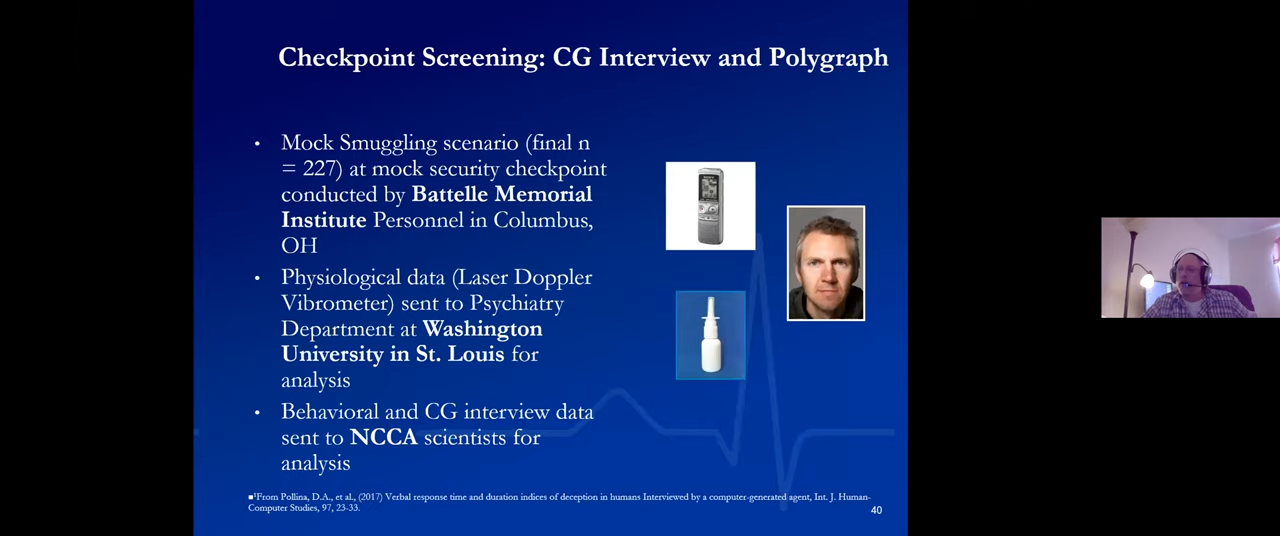 Checkpoint Screening: CG Interview and Polygraph
• Mock Smuggling scenario (final n
= 227) at mock security checkpoint
conducted by Battelle Memorial
Institute Personnel in Columbus,
OH
• Physiological data (Laser Doppler
Vibrometer) sent to Psychiatry
Department at Washington
University in St. Louis for
analysis
• Behavioral and CG interview data
sent to NCCA scientists for
analysis
■¹From Pollina, D.A., et al., (2017) Verbal response time and duration indices of deception in humans Interviewed by a computer-generated agent, Int. J. Human-
Computer Studies, 97, 23-33.
40